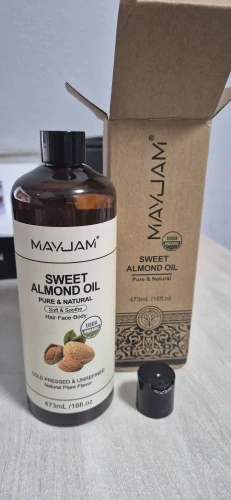 MAYJAM®
SWEET
ALMOND OIL
PURE & NATURAL
Soft & Soothe
Hair·Face·Body
USDA
COLD PRESSED & UNREFINED
Natural Plant Flavor
473mL /16fl.oz
MAYJAM®
USDA
ORGANIC
SWEET
ALMOND OIL
Pure & Natural
473mL /16fl.oz